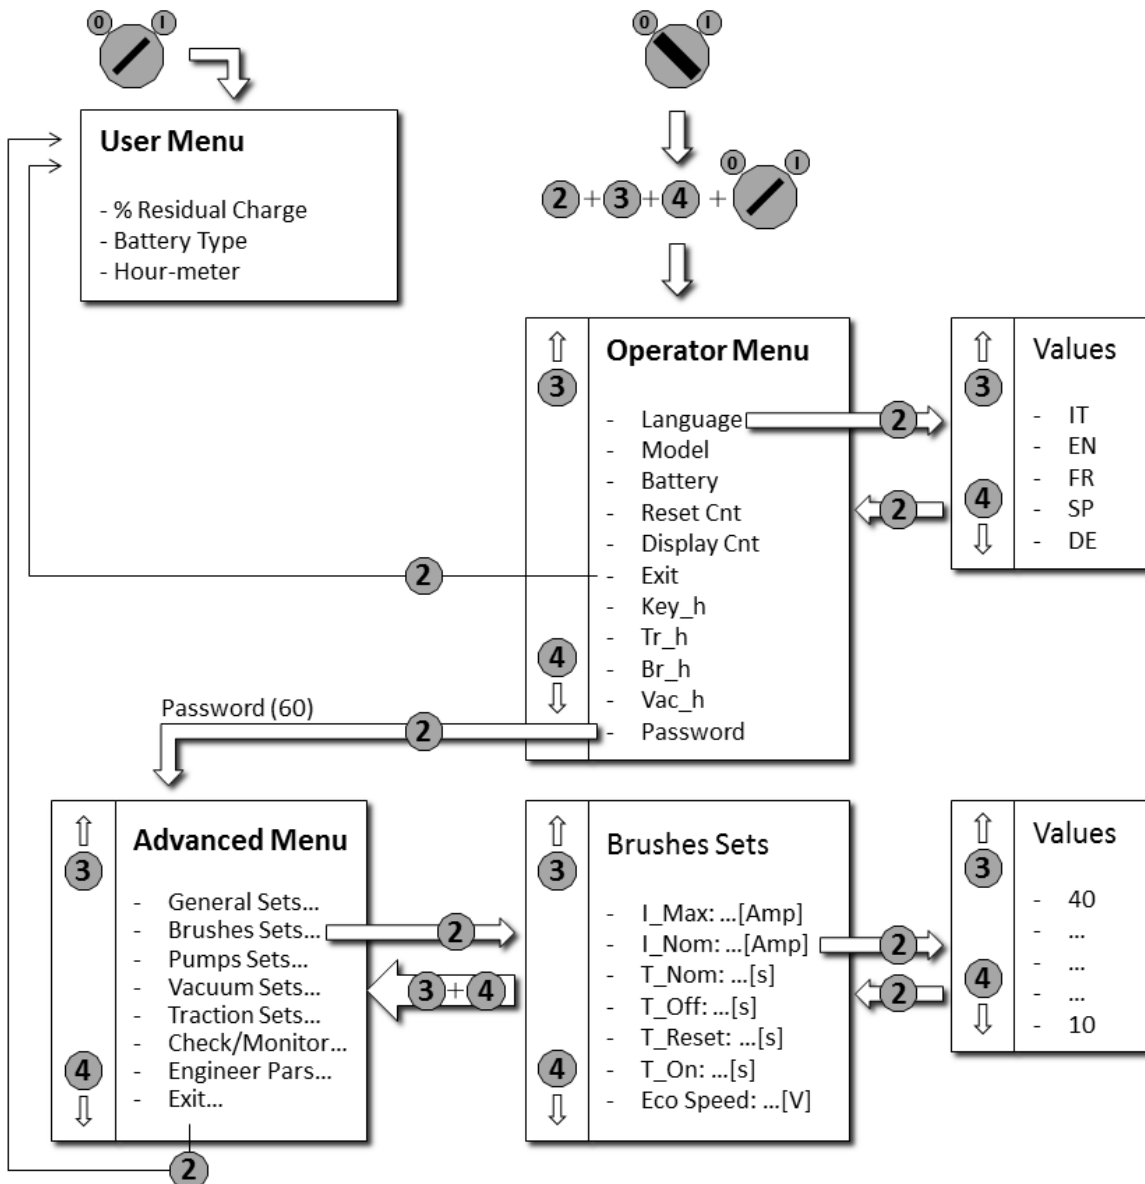 0 I
User Menu
- % Residual Charge
- Battery Type
- Hour-meter
0 I
0 I
2 + 3 + 4 +
3
Operator Menu
- Language
- Model
- Battery
- Reset Cnt
- Display Cnt
- Exit
- Key_h
- Tr_h
- Br_h
- Vac_h
- Password
4
2
2
3
Values
- IT
- EN
- FR
- SP
- DE
4
2
Password (60)
2
3
Advanced Menu
- General Sets...
- Brushes Sets...
- Pumps Sets...
- Vacuum Sets...
- Traction Sets...
- Check/Monitor...
- Engineer Pars...
- Exit...
4
2
2
3 + 4
3
Brushes Sets
- I_Max: ...[Amp]
- I_Nom: ...[Amp]
- T_Nom: ...[s]
- T_Off: ...[s]
- T_Reset: ...[s]
- T_On: ...[s]
- Eco Speed: ...[V]
4
2
2
3
Values
- 40
- ...
- ...
- ...
- 10
4